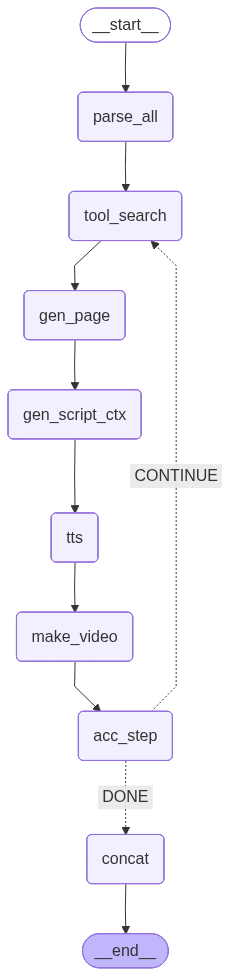 __start__
parse_all
tool_search
gen_page
gen_script_ctx
CONTINUE
tts
make_video
acc_step
DONE
concat
__end__